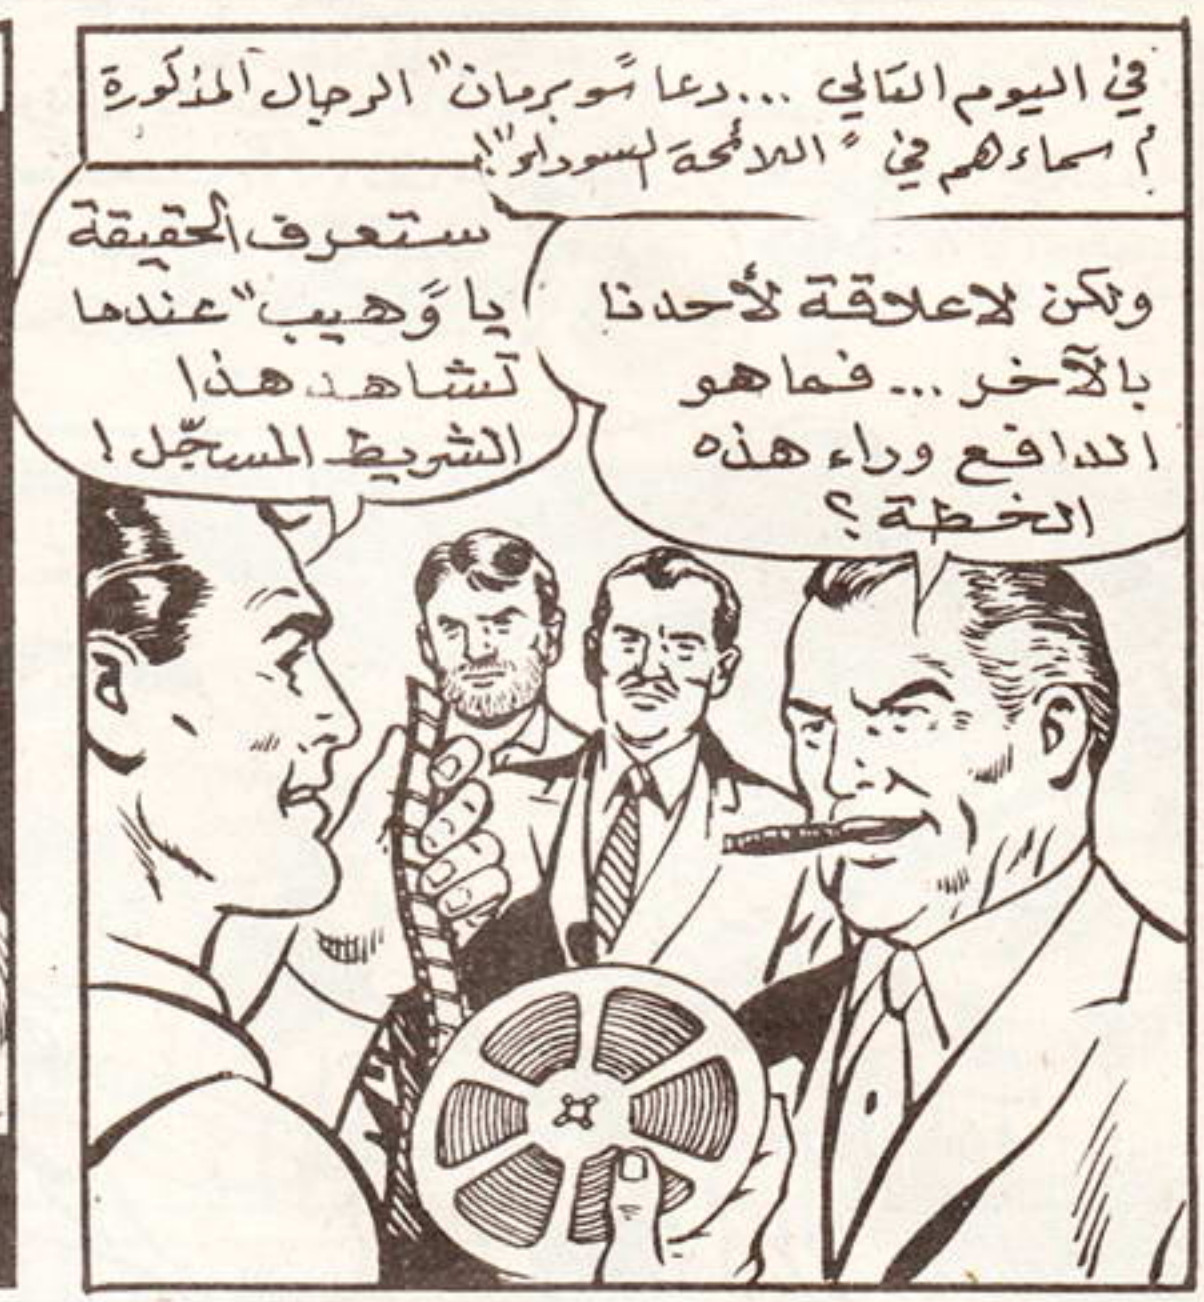 في اليوم التالي ... دعا "سوبرمان" الرجال المذكورة
أسماءهم في "اللائحة السوداء"!
ولكن لا علاقة لأحدنا
بالآخر ... فما هو
الدافع وراء هذه
الخطة ؟
ستعرف الحقيقة
يا "وهيب" عندما
تشاهد هذا
الشريط المسجّل !